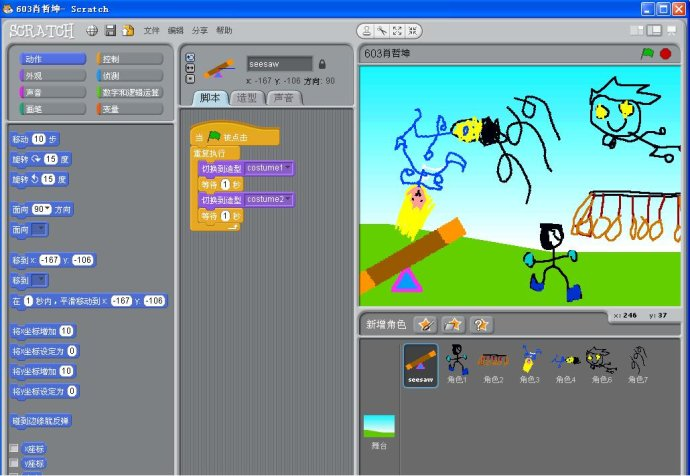 603肖哲坤- Scratch
SCRATCH
文件 编辑 分享 帮助
动作 控制
外观 侦测
声音 数字和逻辑运算
画笔 变量
移动 10 步
旋转 15 度
旋转 15 度
面向 90 方向
面向
移到 x: -167 y: -106
移到
在 1 秒内，平滑移动到 x: -167 y: -106
将x坐标增加 10
将x坐标设定为 0
将y坐标增加 10
将y坐标设定为 0
碰到边缘就反弹
x座标
y座标
seesaw
x: -167 y: -106 方向: 90
脚本 造型 声音
当 被点击
重复执行
切换到造型 costume1
等待 1 秒
切换到造型 costume2
等待 1 秒
603肖哲坤
x: 246 y: 37
新增角色
seesaw 角色1 角色2 角色3 角色4 角色6 角色7
舞台